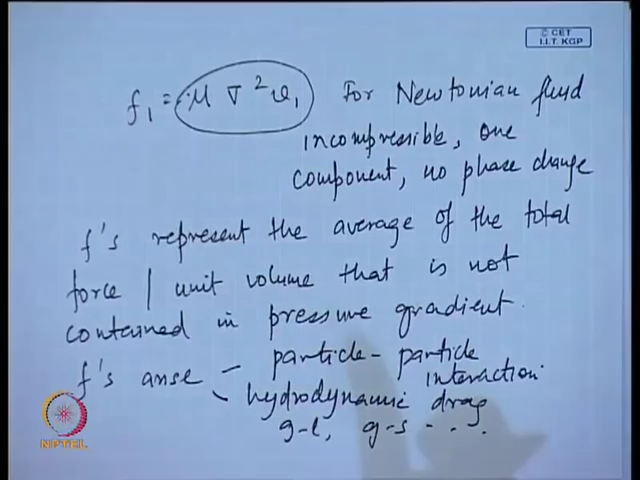 © CET
I.I.T. KGP
f₁ = μ ∇²v₁ For Newtonian fluid
incompressible, one
component, no phase change
f's represent the average of the total
force / unit volume that is not
contained in pressure gradient.
f's arise - particle-particle
interaction
- hydrodynamic drag
g-l, g-s ....
NPTEL